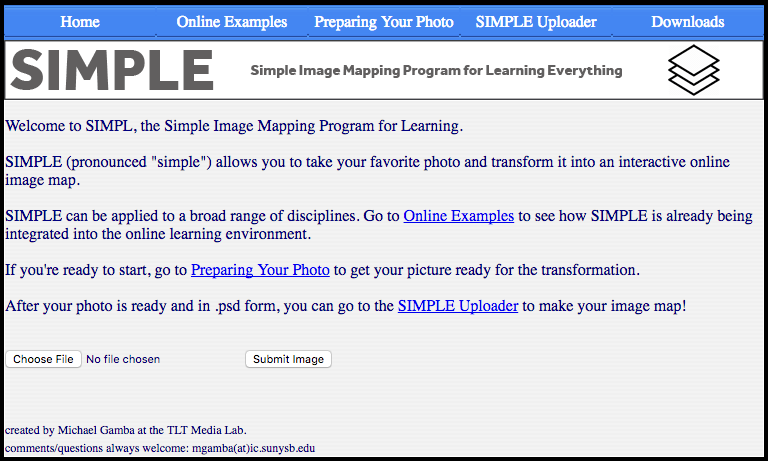 Home Online Examples Preparing Your Photo SIMPLE Uploader Downloads
SIMPLE Simple Image Mapping Program for Learning Everything
Welcome to SIMPL, the Simple Image Mapping Program for Learning.
SIMPLE (pronounced "simple") allows you to take your favorite photo and transform it into an interactive online
image map.
SIMPLE can be applied to a broad range of disciplines. Go to Online Examples to see how SIMPLE is already being
integrated into the online learning environment.
If you're ready to start, go to Preparing Your Photo to get your picture ready for the transformation.
After your photo is ready and in .psd form, you can go to the SIMPLE Uploader to make your image map!
Choose File No file chosen Submit Image
created by Michael Gamba at the TLT Media Lab.
comments/questions always welcome: mgamba(at)ic.sunysb.edu